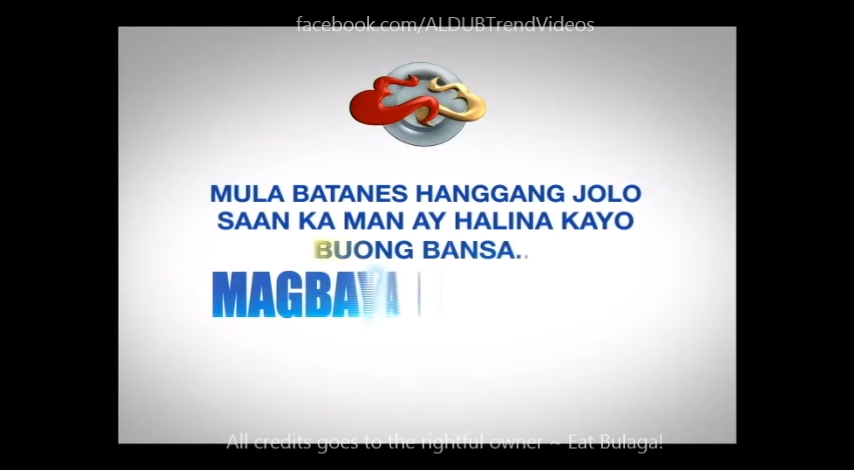 facebook.com/ALDUBTrendVideos
MULA BATANES HANGGANG JOLO
SAAN KA MAN AY HALINA KAYO
BUONG BANSA..
MAGBAYA
All credits goes to the rightful owner ~ Eat Bulaga!